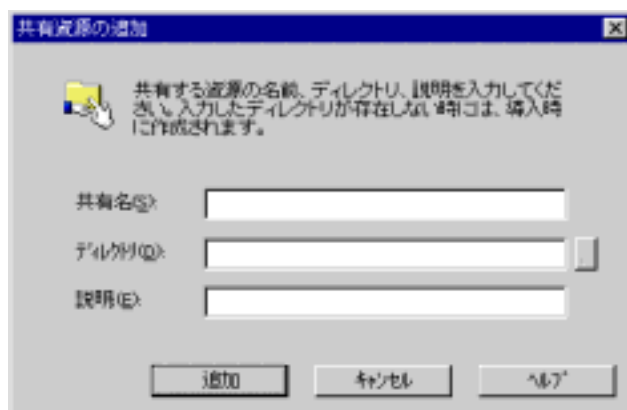 共有資源の追加
共有する資源の名前、ディレクトリ、説明を入力してくだ
さい。入力したディレクトリが存在しない時には、導入時
に作成されます。
共有名(S):
ディレクトリ(D):
説明(E):
追加 キャンセル ヘルプ